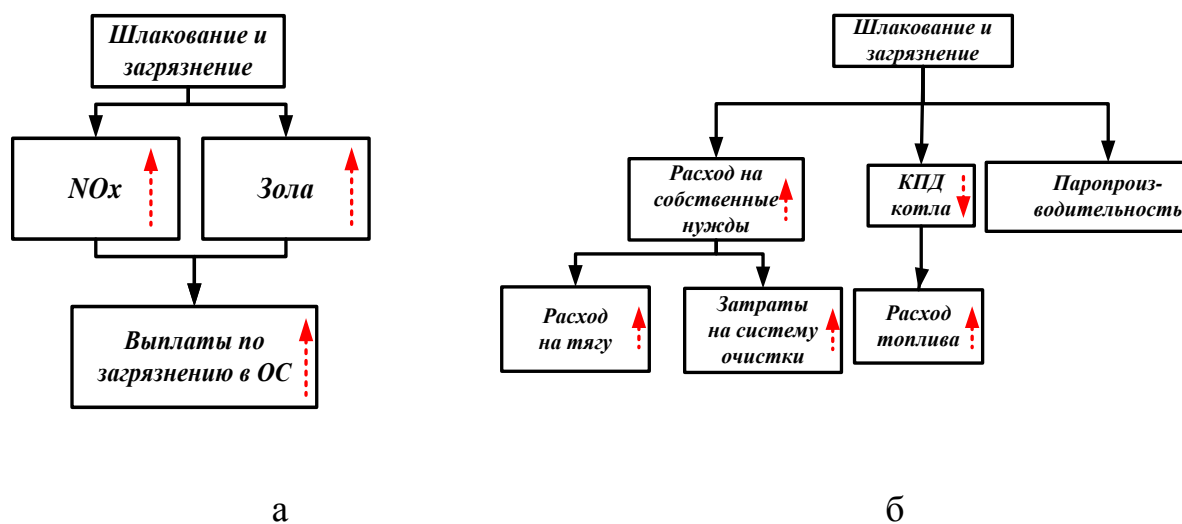 Шлакование и
загрязнение
NOx
Зола
Выплаты по
загрязнению в ОС
а
Шлакование и
загрязнение
Расход на
собственные
нужды
КПД
котла
Паропроиз-
водительность
Расход
на тягу
Затраты
на систему
очистки
Расход
топлива
б